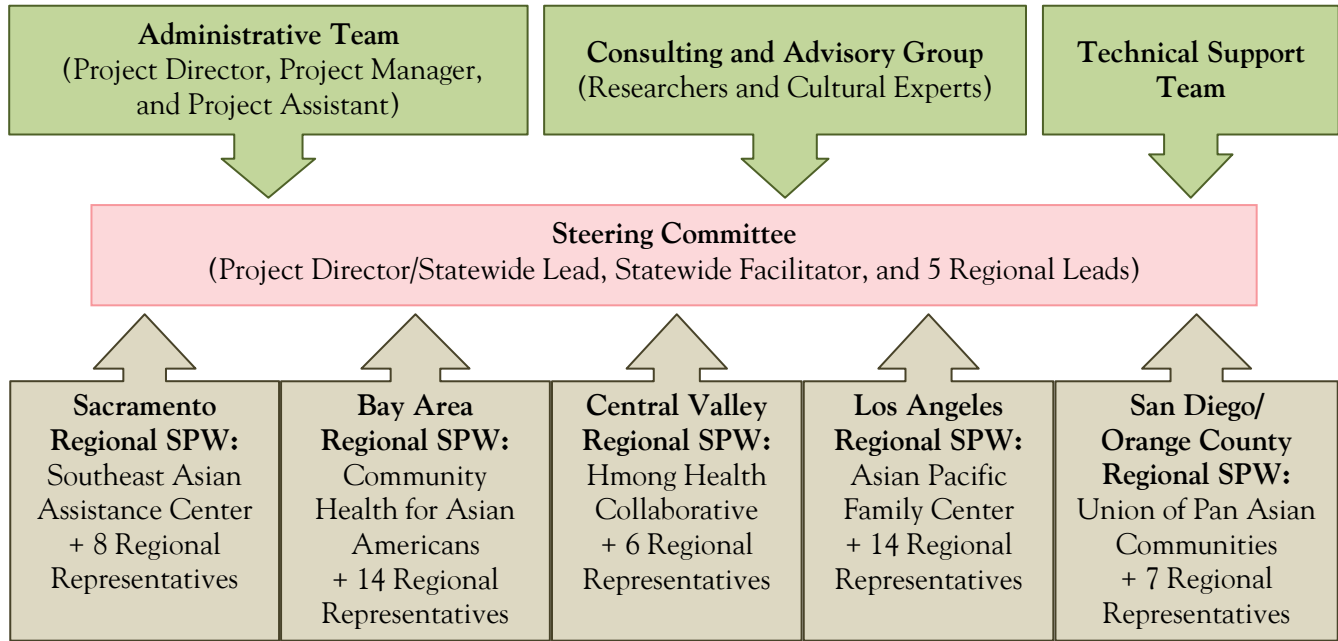 Administrative Team
(Project Director, Project Manager,
and Project Assistant)
Consulting and Advisory Group
(Researchers and Cultural Experts)
Technical Support
Team
Steering Committee
(Project Director/Statewide Lead, Statewide Facilitator, and 5 Regional Leads)
Sacramento
Regional SPW:
Southeast Asian
Assistance Center
+ 8 Regional
Representatives
Bay Area
Regional SPW:
Community
Health for Asian
Americans
+ 14 Regional
Representatives
Central Valley
Regional SPW:
Hmong Health
Collaborative
+ 6 Regional
Representatives
Los Angeles
Regional SPW:
Asian Pacific
Family Center
+ 14 Regional
Representatives
San Diego/
Orange County
Regional SPW:
Union of Pan Asian
Communities
+ 7 Regional
Representatives